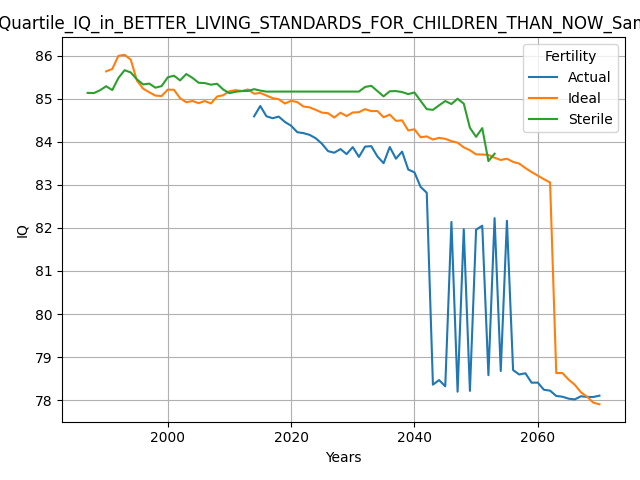 Quartile_IQ_in_BETTER_LIVING_STANDARDS_FOR_CHILDREN_THAN_NOW_Sam
Fertility
Actual
Ideal
Sterile
86
85
84
83
82
81
80
79
78
IQ
2000
2020
2040
2060
Years